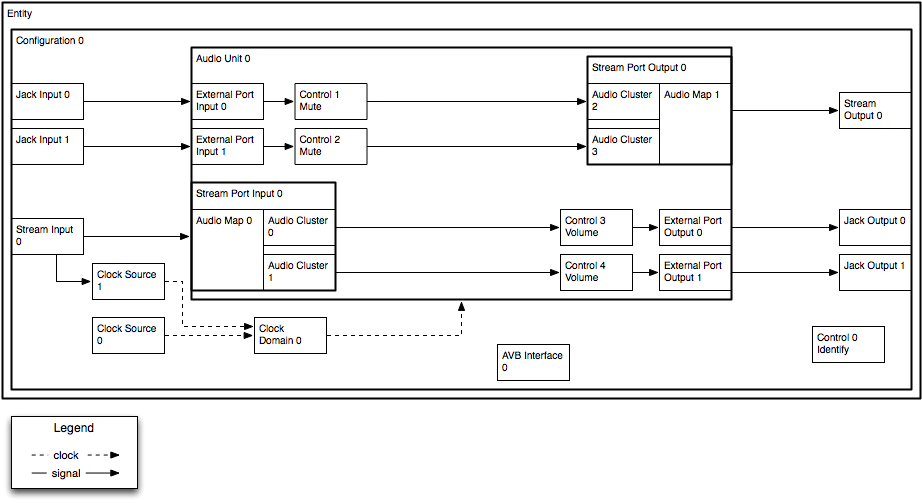 Entity
Configuration 0
Audio Unit 0
Stream Port Output 0
Jack Input 0
External Port
Input 0
Control 1
Mute
Audio Cluster
2
Audio Map 1
Stream
Output 0
Jack Input 1
External Port
Input 1
Control 2
Mute
Audio Cluster
3
Stream Port Input 0
Stream Input
0
Audio Map 0
Audio Cluster
0
Control 3
Volume
External Port
Output 0
Jack Output 0
Audio Cluster
1
Control 4
Volume
External Port
Output 1
Jack Output 1
Clock Source
1
Clock Source
0
Clock
Domain 0
AVB Interface
0
Control 0
Identify
Legend
clock
signal